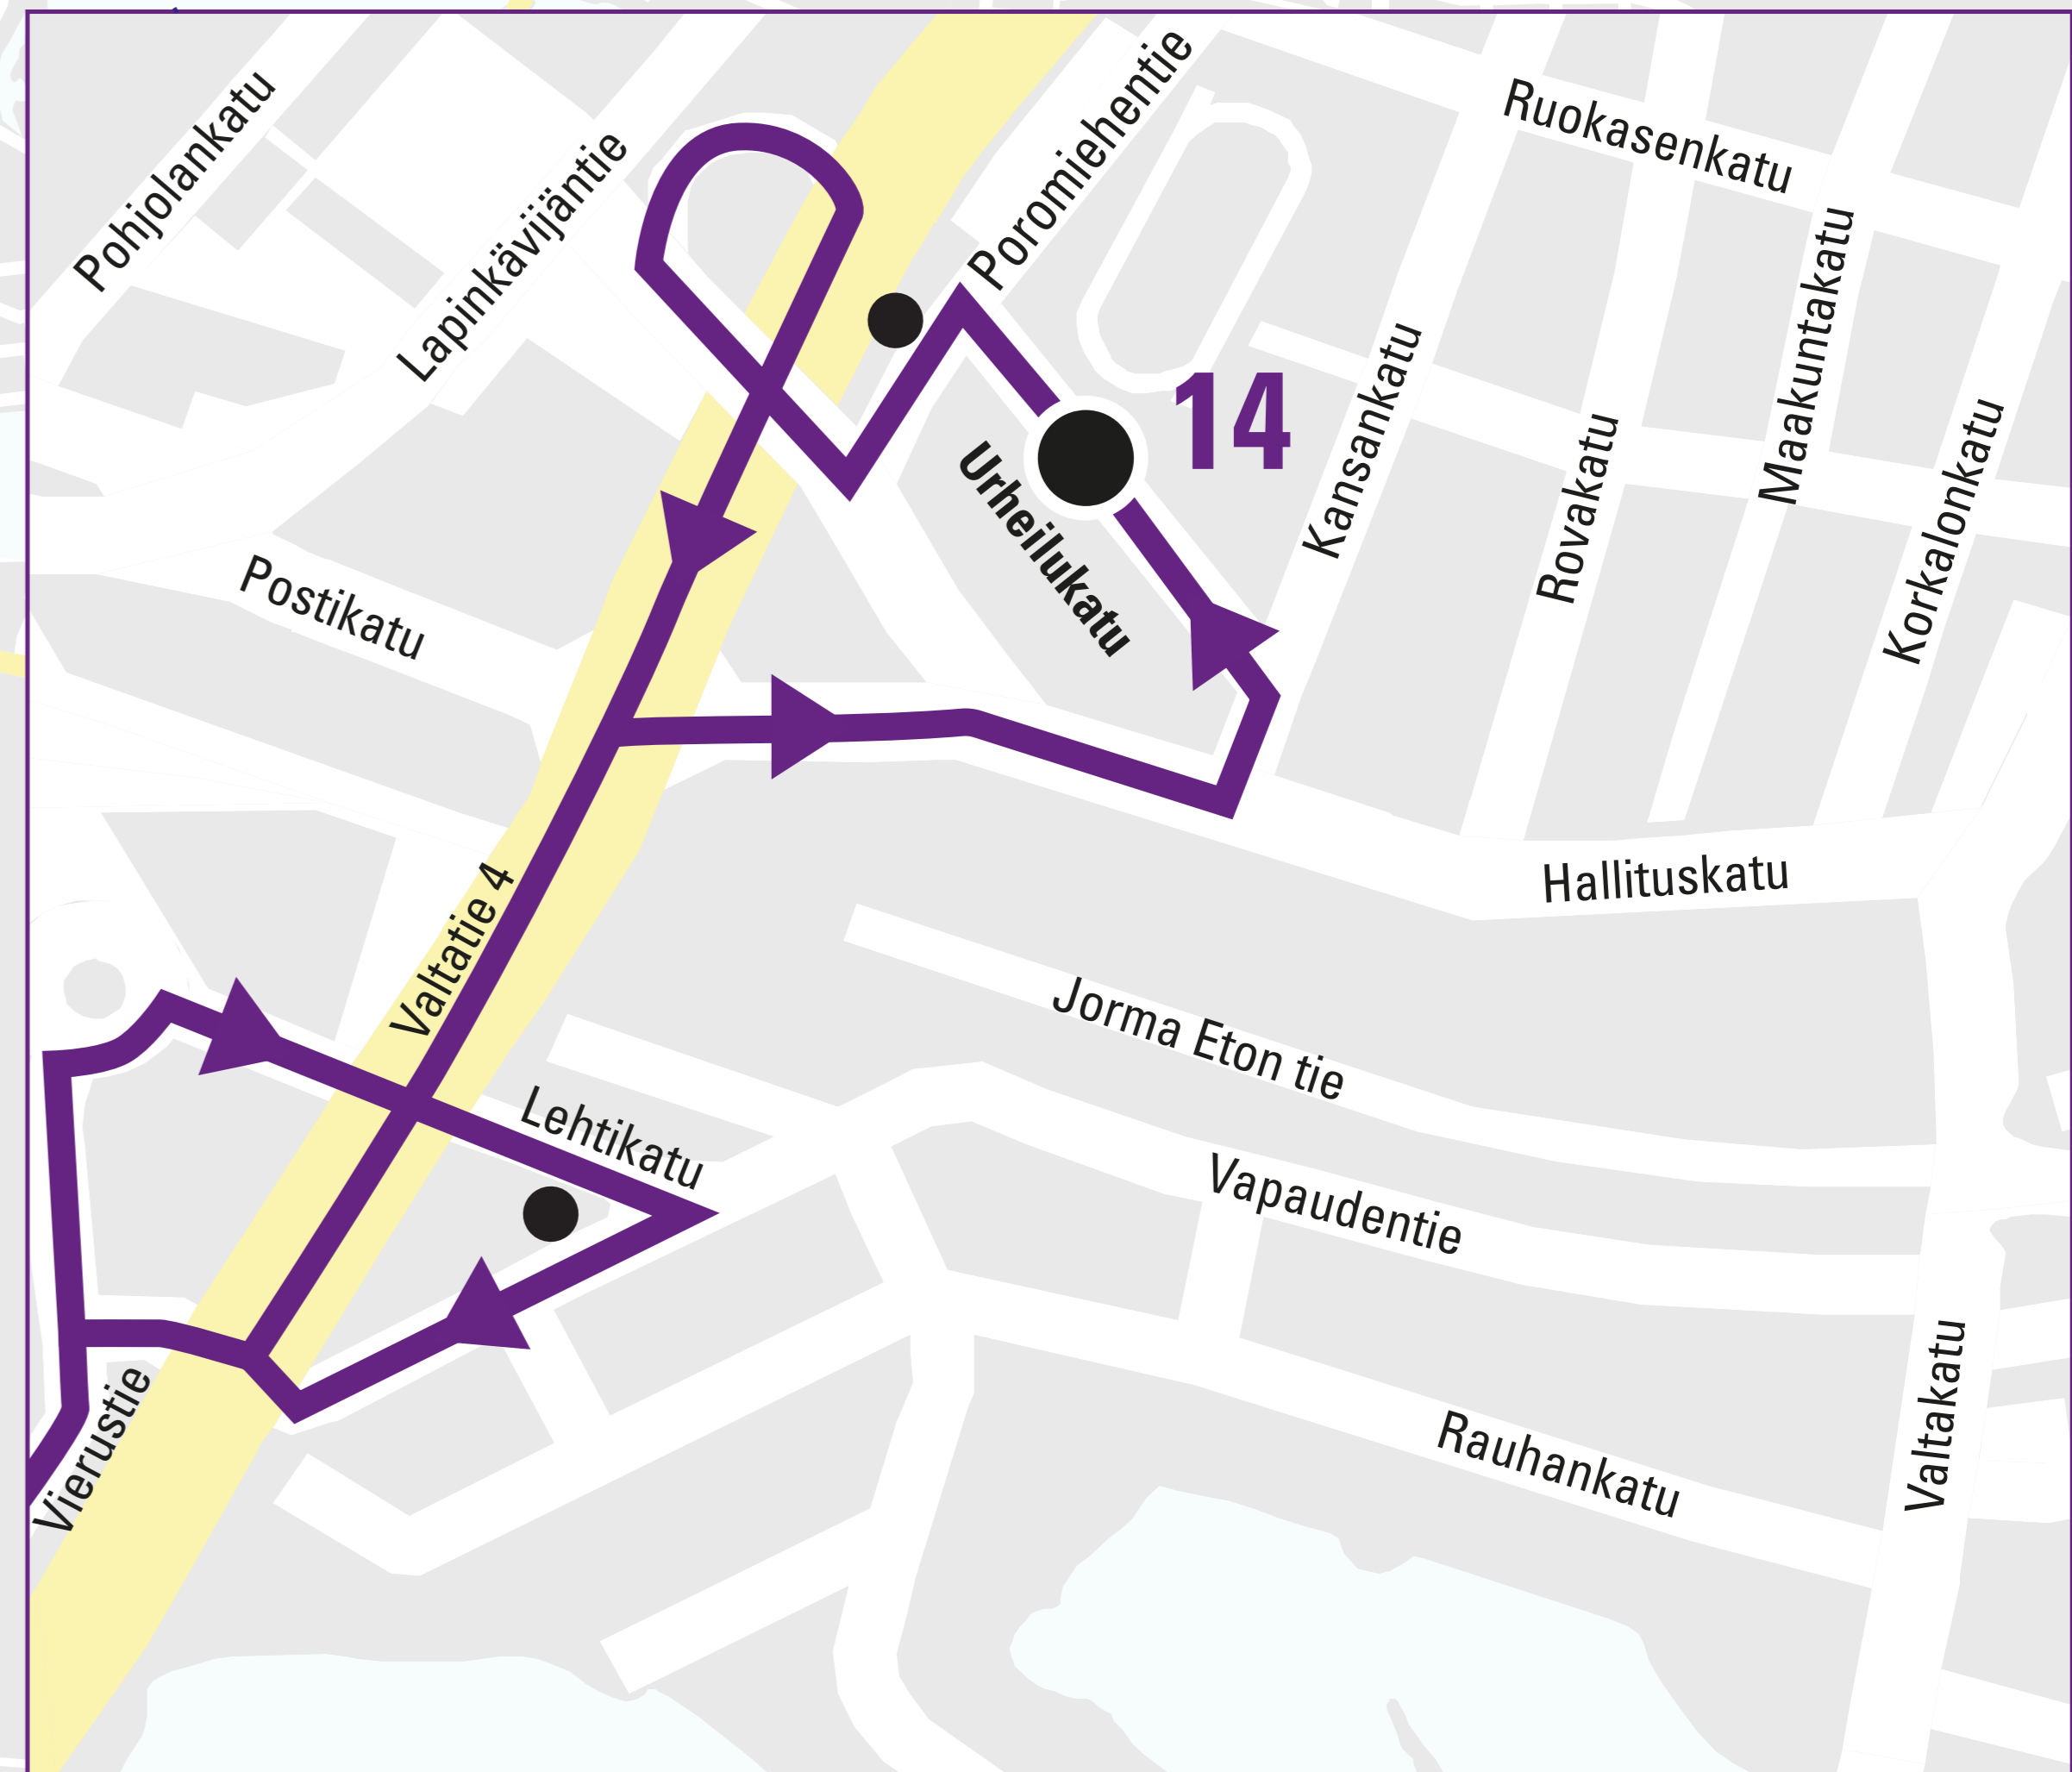 Pohjolankatu
Lapinkävijäntie
Poromiehentie
Ruokasenkatu
14
Urheilukatu
Kansankatu
Rovakatu
Maakuntakatu
Korkalonkatu
Postikatu
Hallituskatu
Valtatie 4
Jorma Eton tie
Lehtikatu
Vapaudentie
Vierustie
Rauhankatu
Valtakatu